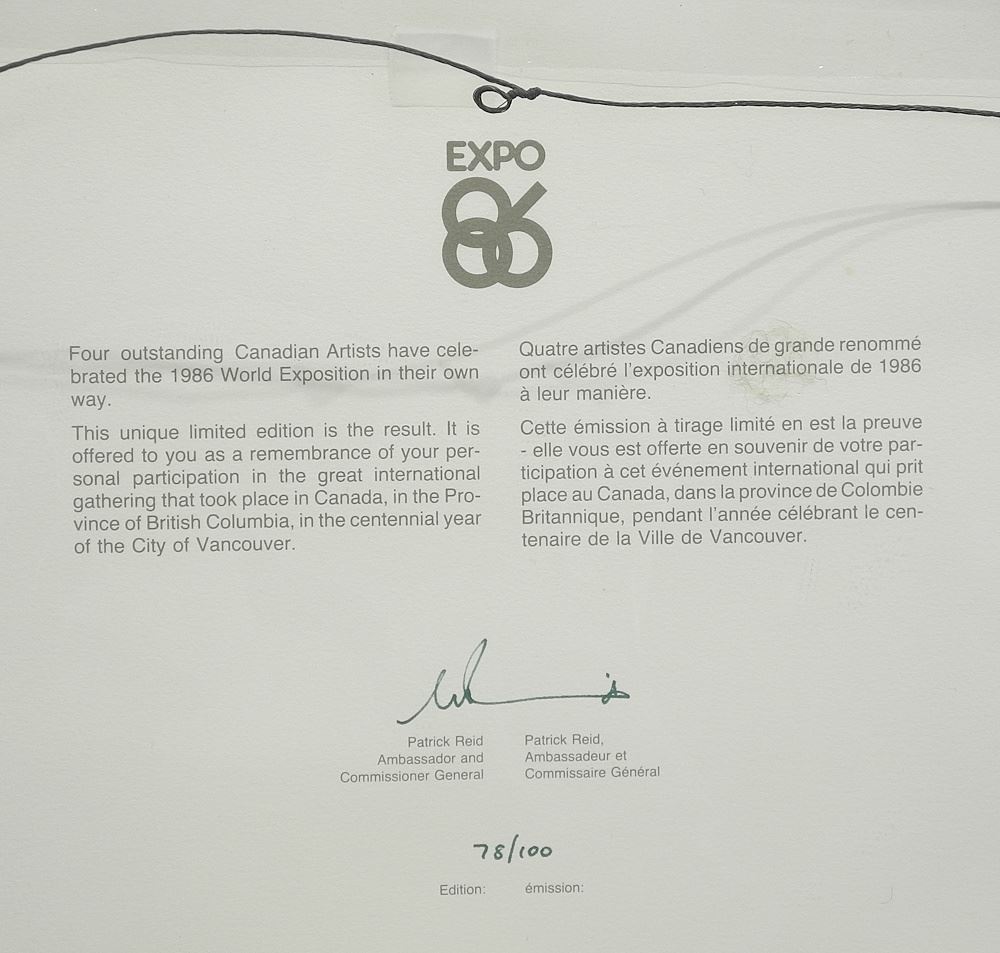 EXPO
86
Four outstanding Canadian Artists have cele-
brated the 1986 World Exposition in their own
way.
This unique limited edition is the result. It is
offered to you as a remembrance of your per-
sonal participation in the great international
gathering that took place in Canada, in the Pro-
vince of British Columbia, in the centennial year
of the City of Vancouver.
Quatre artistes Canadiens de grande renommé
ont célébré l'exposition internationale de 1986
à leur manière.
Cette émission à tirage limité en est la preuve
- elle vous est offerte en souvenir de votre par-
ticipation à cet événement international qui prit
place au Canada, dans la province de Colombie
Britannique, pendant l'année célébrant le cen-
tenaire de la Ville de Vancouver.
Patrick Reid
Ambassador and
Commissioner General
Patrick Reid,
Ambassadeur et
Commissaire Général
78/100
Edition: émission: